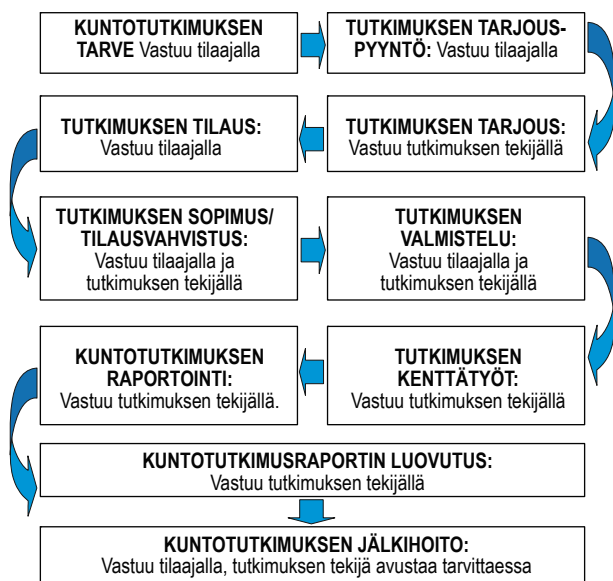 KUNTOTUTKIMUKSEN
TARVE Vastuu tilaajalla
TUTKIMUKSEN TARJOUS-
PYYNTÖ: Vastuu tilaajalla
TUTKIMUKSEN TARJOUS:
Vastuu tutkimuksen tekijällä
TUTKIMUKSEN TILAUS:
Vastuu tilaajalla
TUTKIMUKSEN SOPIMUS/
TILAUSVAHVISTUS:
Vastuu tilaajalla ja
tutkimuksen tekijällä
TUTKIMUKSEN
VALMISTELU:
Vastuu tilaajalla ja
tutkimuksen tekijällä
TUTKIMUKSEN
KENTTÄTYÖT:
Vastuu tutkimuksen tekijällä
KUNTOTUTKIMUKSEN
RAPORTOINTI:
Vastuu tutkimuksen tekijällä.
KUNTOTUTKIMUSRAPORTIN LUOVUTUS:
Vastuu tutkimuksen tekijällä
KUNTOTUTKIMUKSEN JÄLKIHOITO:
Vastuu tilaajalla, tutkimuksen tekijä avustaa tarvittaessa